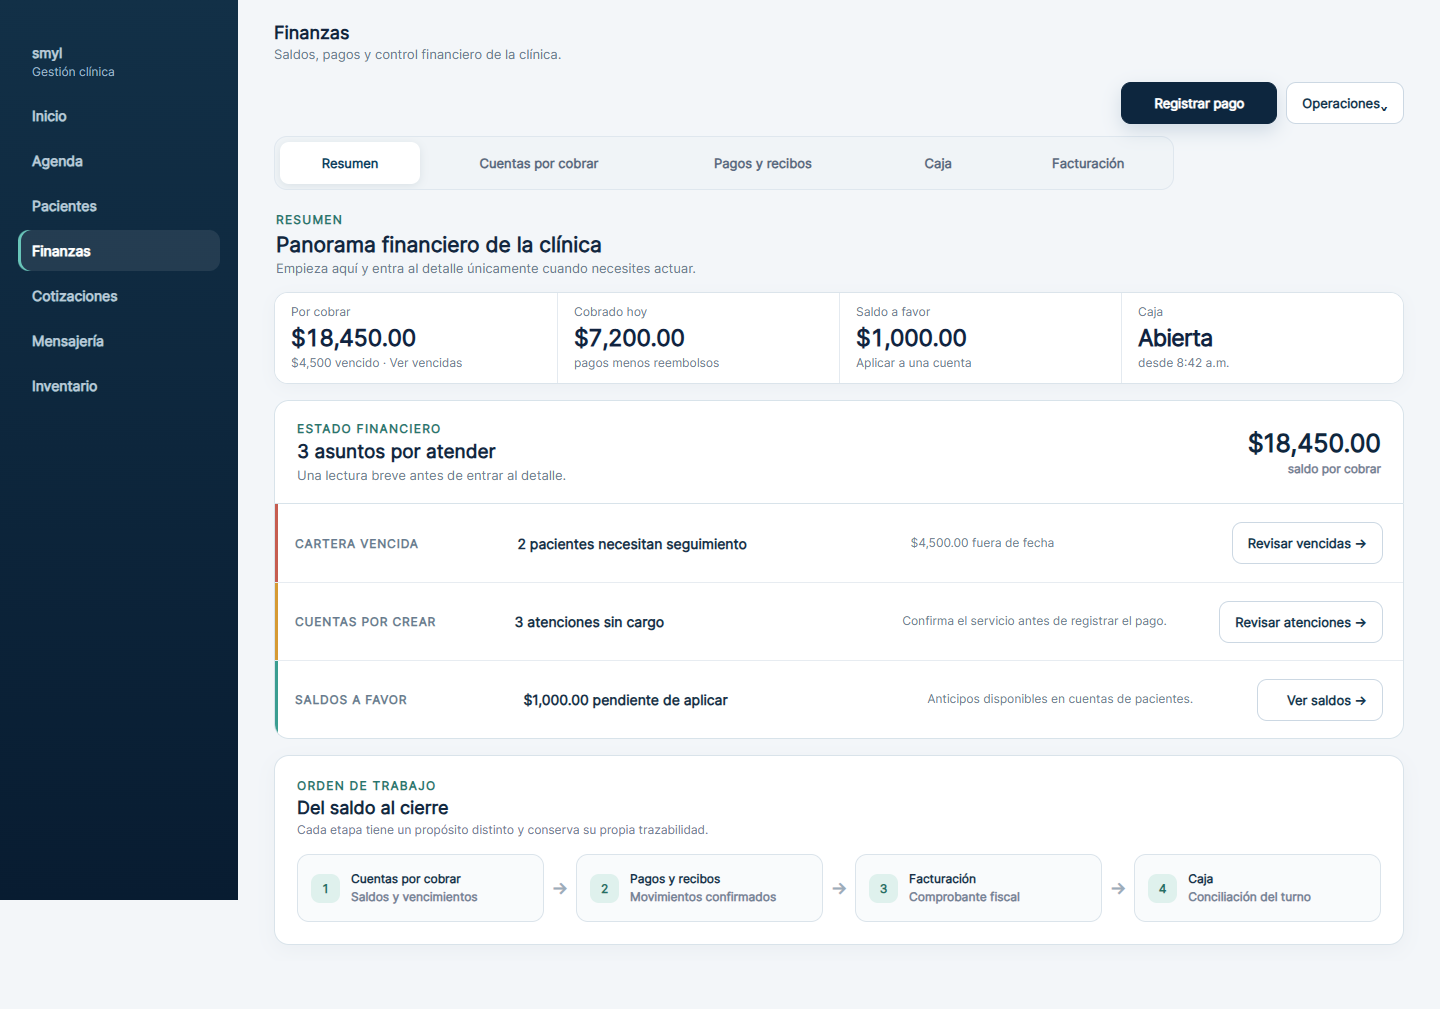 smyl
Gestión clínica
Inicio
Agenda
Pacientes
Finanzas
Cotizaciones
Mensajería
Inventario
Finanzas
Saldos, pagos y control financiero de la clínica.
Registrar pago
Operaciones
Resumen
Cuentas por cobrar
Pagos y recibos
Caja
Facturación
RESUMEN
Panorama financiero de la clínica
Empieza aquí y entra al detalle únicamente cuando necesites actuar.
Por cobrar
$18,450.00
$4,500 vencido · Ver vencidas
Cobrado hoy
$7,200.00
pagos menos reembolsos
Saldo a favor
$1,000.00
Aplicar a una cuenta
Caja
Abierta
desde 8:42 a.m.
ESTADO FINANCIERO
3 asuntos por atender
Una lectura breve antes de entrar al detalle.
$18,450.00
saldo por cobrar
CARTERA VENCIDA
2 pacientes necesitan seguimiento
$4,500.00 fuera de fecha
Revisar vencidas →
CUENTAS POR CREAR
3 atenciones sin cargo
Confirma el servicio antes de registrar el pago.
Revisar atenciones →
SALDOS A FAVOR
$1,000.00 pendiente de aplicar
Anticipos disponibles en cuentas de pacientes.
Ver saldos →
ORDEN DE TRABAJO
Del saldo al cierre
Cada etapa tiene un propósito distinto y conserva su propia trazabilidad.
1
Cuentas por cobrar
Saldos y vencimientos
→
2
Pagos y recibos
Movimientos confirmados
→
3
Facturación
Comprobante fiscal
→
4
Caja
Conciliación del turno